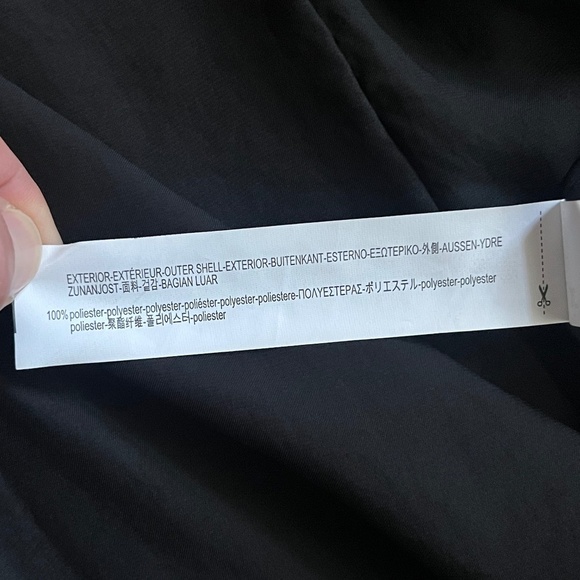 EXTERIOR-EXTÉRIEUR-OUTER SHELL-EXTERIOR-BUITENKANT-ESTERNO-ΕΞΩΤΕΡΙΚΟ-外側-AUSSEN-YDRE
ZUNANJOST-面料-겉감-BAGIAN LUAR
100% poliester-polyester-polyester-poliéster-polyester-poliestere-ΠΟΛΥΕΣΤΕΡΑΣ-ポリエステル-polyester-polyester
poliester-聚酯纤维-폴리에스터-poliester